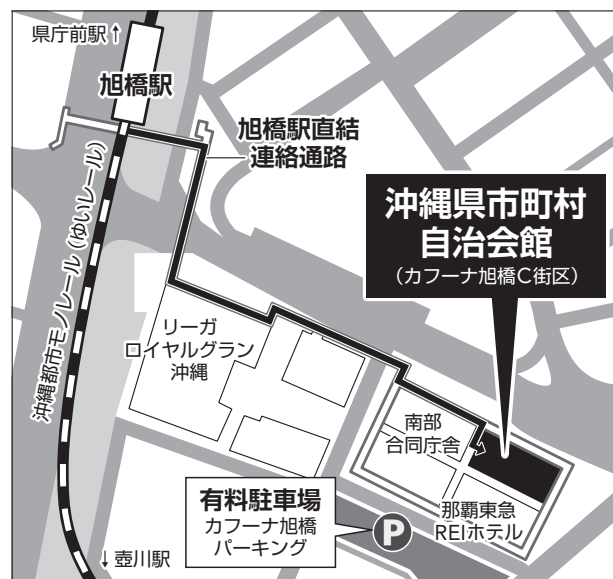 県庁前駅↑
旭橋駅
旭橋駅直結
連絡通路
沖縄都市モノレール(ゆいレール)
沖縄県市町村
自治会館
(カフーナ旭橋C街区)
リーガ
ロイヤルグラン
沖縄
南部
合同庁舎
那覇東急
REIホテル
有料駐車場
カフーナ旭橋
パーキング
P
↓壺川駅